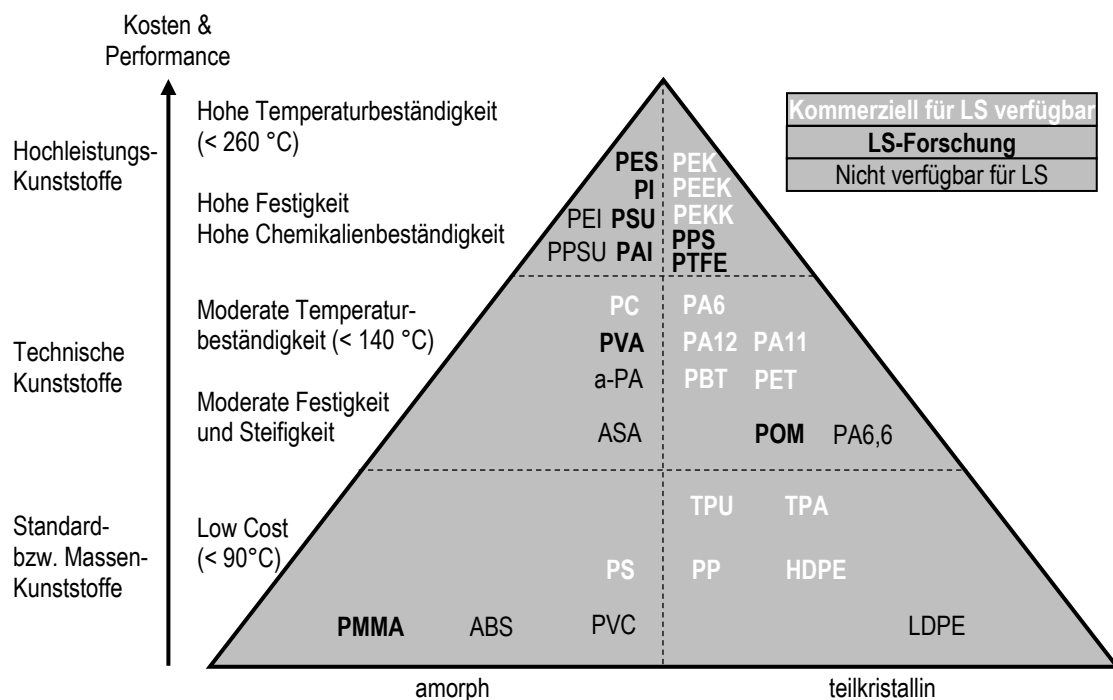 Kosten &
Performance
Hochleistungs-
Kunststoffe
Hohe Temperaturbeständigkeit
(< 260 °C)
Hohe Festigkeit
Hohe Chemikalienbeständigkeit
Technische
Kunststoffe
Moderate Temperatur-
beständigkeit (< 140 °C)
Moderate Festigkeit
und Steifigkeit
Standard-
bzw. Massen-
Kunststoffe
Low Cost
(< 90°C)
Kommerziell für LS verfügbar
LS-Forschung
Nicht verfügbar für LS
PES PEK
PI PEEK
PEI PSU PEKK
PPSU PAI PPS
PTFE
PC PA6
PVA PA12 PA11
a-PA PBT PET
ASA POM PA6,6
TPU TPA
PS PP HDPE
PMMA ABS PVC LDPE
amorph teilkristallin